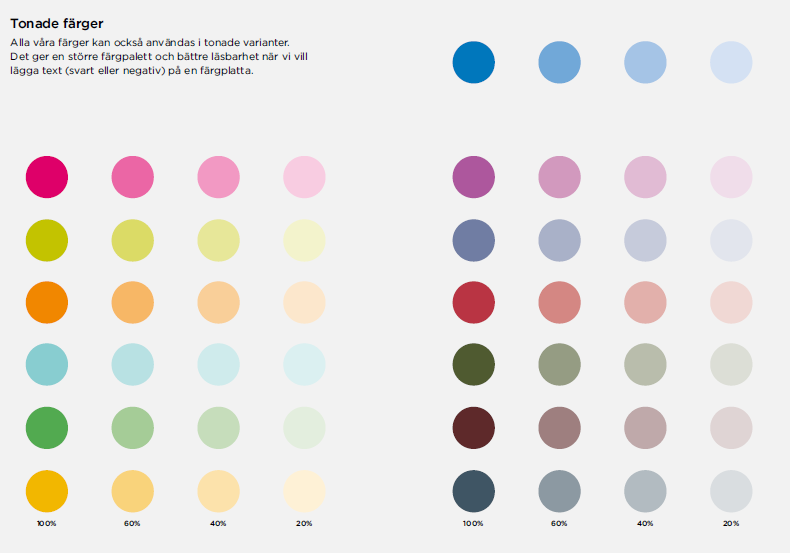 Tonade färger
Alla våra färger kan också användas i tonade varianter.
Det ger en större färgpalett och bättre läsbarhet när vi vill
lägga text (svart eller negativ) på en färgplatta.
100% 60% 40% 20% 100% 60% 40% 20%